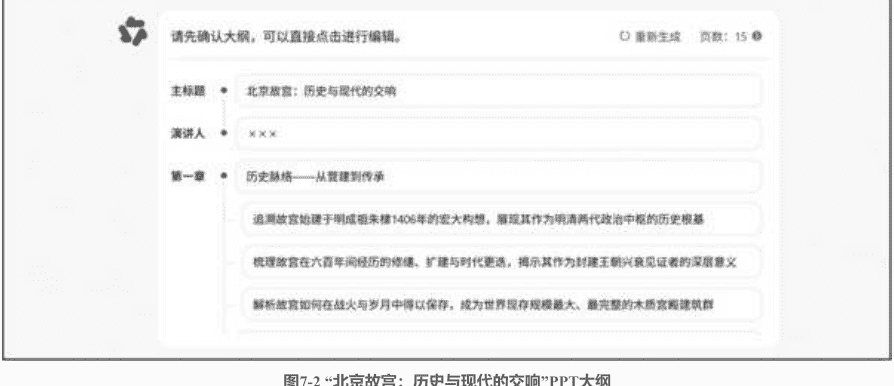 请先确认大纲，可以直接点击进行编辑。 重新生成 页数：15
主标题 北京故宫：历史与现代的交响
演讲人 ×××
第一章 历史脉络——从营建到传承
追溯故宫始建于明成祖朱棣1406年的宏大构想，展现其作为明清两代政治中枢的历史根基
梳理故宫在六百年间经历的修缮、扩建与时代更迭，揭示其作为封建王朝兴衰见证者的深层意义
解析故宫如何在战火与岁月中得以保存，成为世界现存规模最大、最完整的木质宫殿建筑群
图7-2 “北京故宫：历史与现代的交响”PPT大纲